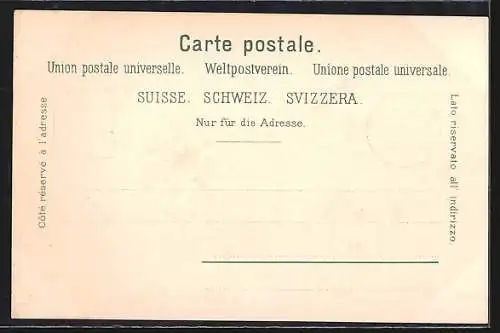 Carte postale.
Union postale universelle. Weltpostverein. Unione postale universale.
SUISSE. SCHWEIZ. SVIZZERA.
Nur für die Adresse.
Côté réservé à l'adresse
Lato riservato all' indirizzo.